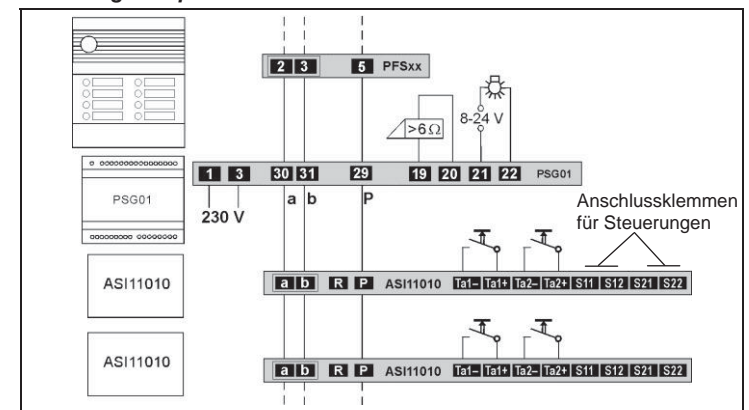 2 3 5 PFSxx
>6Ω
8-24 V
1 3 30 31 29 19 20 21 22 PSG01
PSG01
a b P
230 V
Anschlussklemmen
für Steuerungen
ASI11010
a b R P ASI11010 Ta1– Ta1+ Ta2– Ta2+ S11 S12 S21 S22
ASI11010
a b R P ASI11010 Ta1– Ta1+ Ta2– Ta2+ S11 S12 S21 S22